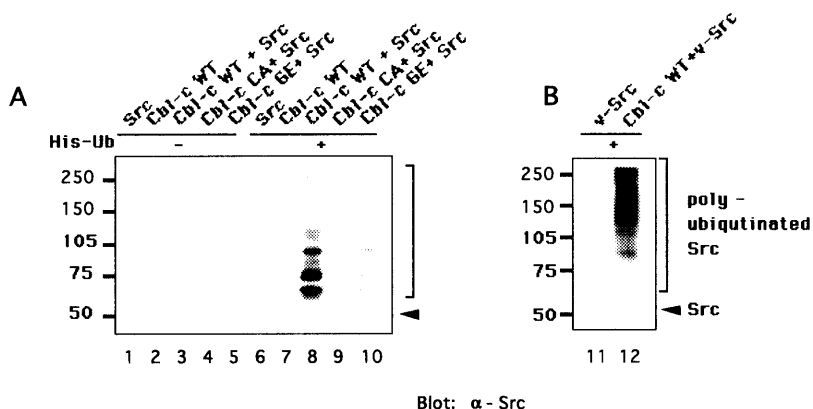 A
Src
Cbl-c WT
Cbl-c WT + Src
Cbl-c CA+ Src
Cbl-c GE+ Src
Src
Cbl-c WT
Cbl-c WT + Src
Cbl-c CA+ Src
Cbl-c GE+ Src
His-Ub - +
250
150
105
75
50
1 2 3 4 5 6 7 8 9 10
B
v-Src
Cbl-c WT+v-Src
+
250
150
105
75
50
poly -
ubiqutinated
Src
Src
11 12
Blot: α - Src